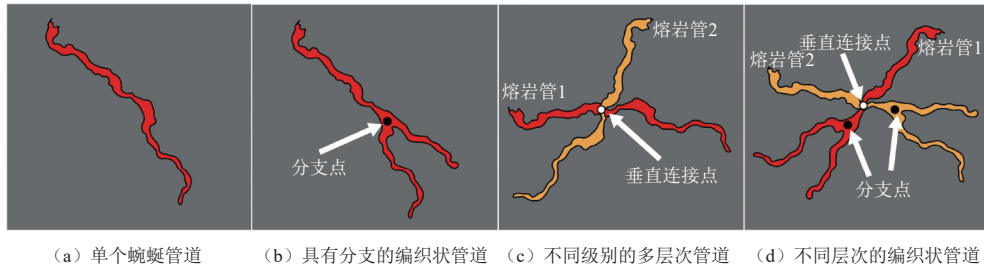 分支点
熔岩管2
熔岩管1
垂直连接点
垂直连接点
熔岩管1
熔岩管2
分支点
（a）单个蜿蜒管道
（b）具有分支的编织状管道
（c）不同级别的多层次管道
（d）不同层次的编织状管道